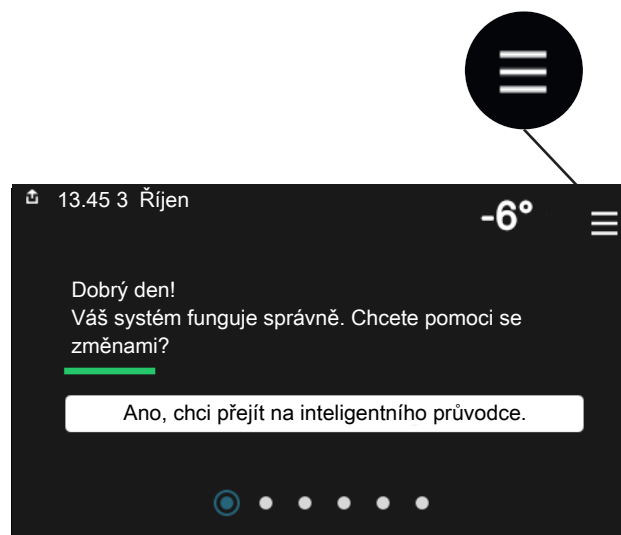 13.45 3 Říjen
-6°
Dobrý den!
Váš systém funguje správně. Chcete pomoci se
změnami?
Ano, chci přejít na inteligentního průvodce.